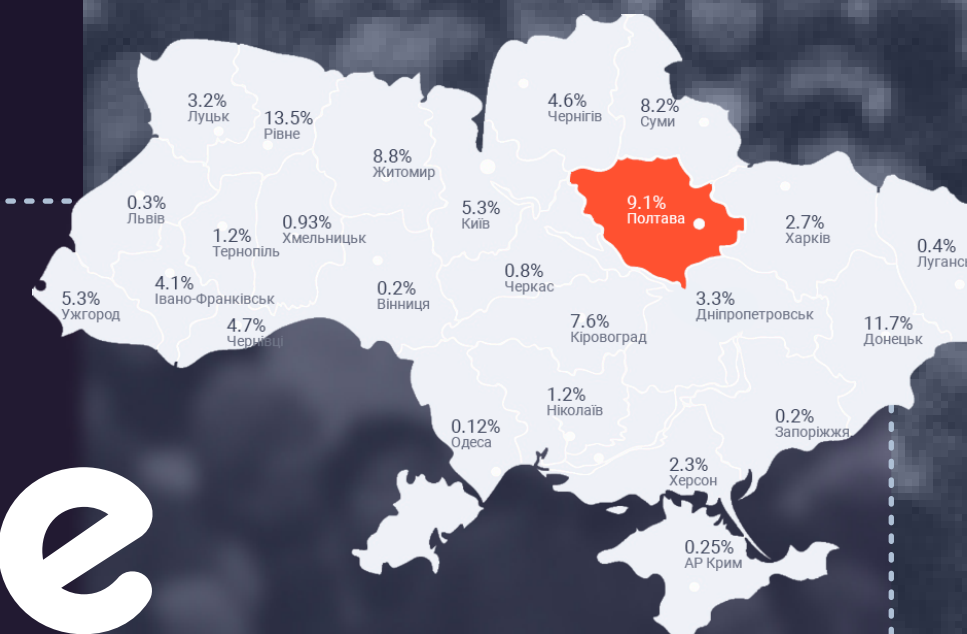 4.6%
Чернігів
3.2%
Луцьк
8.2%
Суми
13.5%
Рівне
8.8%
Житомир
0.3%
Львів
5.3%
Київ
9.1%
Полтава
0.93%
Хмельницьк
1.2%
Тернопіль
2.7%
Харків
0.4%
Луганськ
0.8%
Черкас
4.1%
Івано-Франківськ
0.2%
Вінниця
5.3%
Ужгород
3.3%
Дніпропетровськ
4.7%
Чернівці
7.6%
Кіровоград
11.7%
Донецьк
1.2%
Ніколаїв
0.2%
Запоріжжя
0.12%
Одеса
2.3%
Херсон
0.25%
АР Крим
e